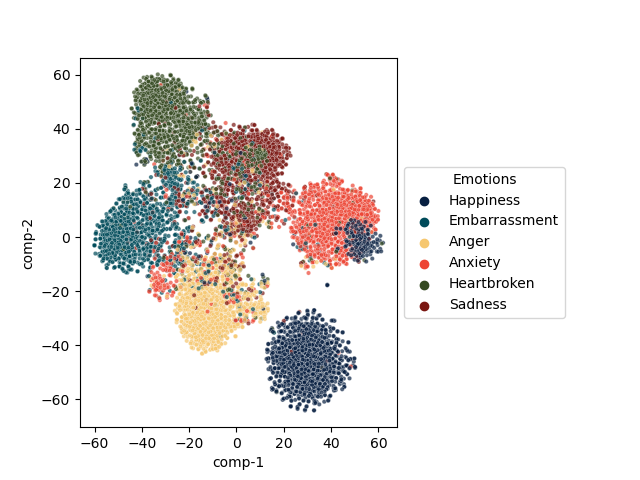 60
40
20
0
−20
−40
−60
comp-2
−60 −40 −20 0 20 40 60
comp-1
Emotions
Happiness
Embarrassment
Anger
Anxiety
Heartbroken
Sadness